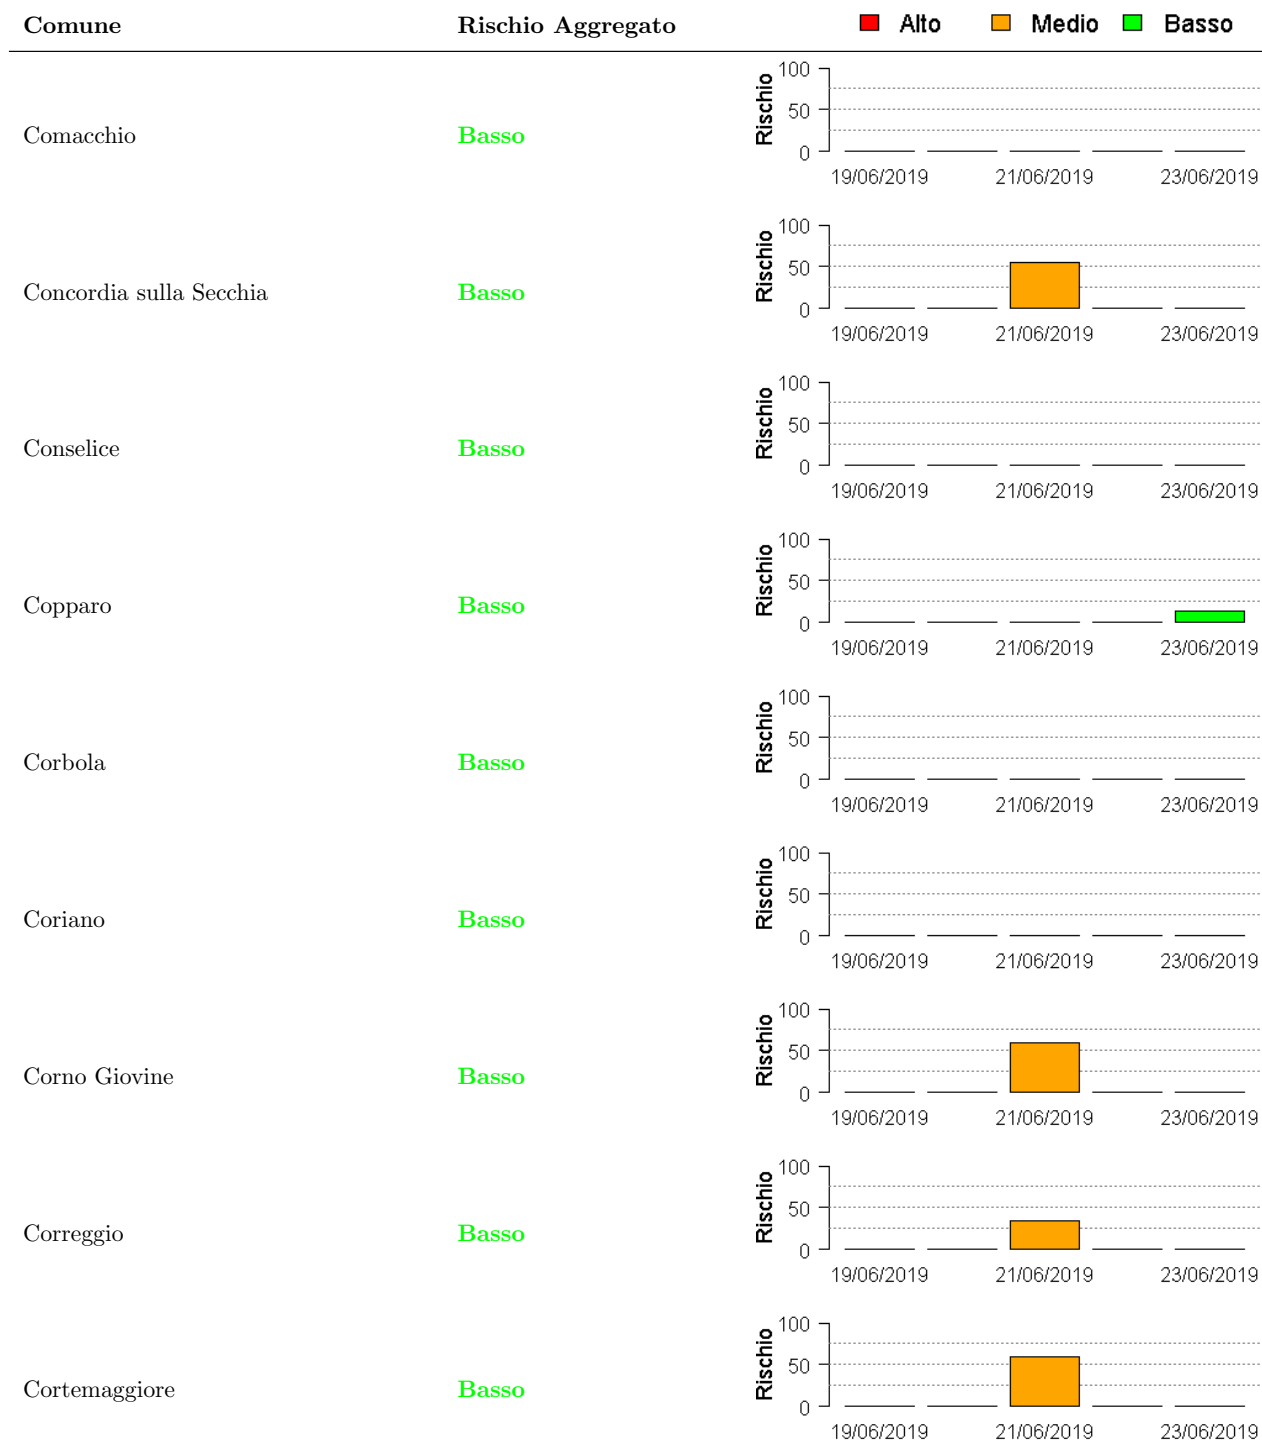 Comune Rischio Aggregato Alto Medio Basso
100
50
0
Rischio
Comacchio Basso
19/06/2019 21/06/2019 23/06/2019
100
50
0
Rischio
Concordia sulla Secchia Basso
19/06/2019 21/06/2019 23/06/2019
100
50
0
Rischio
Conselice Basso
19/06/2019 21/06/2019 23/06/2019
100
50
0
Rischio
Copparo Basso
19/06/2019 21/06/2019 23/06/2019
100
50
0
Rischio
Corbola Basso
19/06/2019 21/06/2019 23/06/2019
100
50
0
Rischio
Coriano Basso
19/06/2019 21/06/2019 23/06/2019
100
50
0
Rischio
Corno Giovine Basso
19/06/2019 21/06/2019 23/06/2019
100
50
0
Rischio
Correggio Basso
19/06/2019 21/06/2019 23/06/2019
100
50
0
Rischio
Cortemaggiore Basso
19/06/2019 21/06/2019 23/06/2019